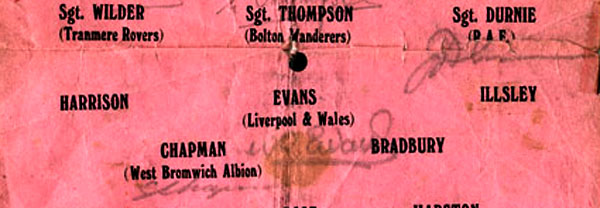 Sgt. WILDER Sgt. THOMPSON Sgt. DURNIE
(Tranmere Rovers) (Bolton Wanderers) (R.A.F.)
HARRISON EVANS ILLSLEY
(Liverpool & Wales)
CHAPMAN BRADBURY
(West Bromwich Albion)